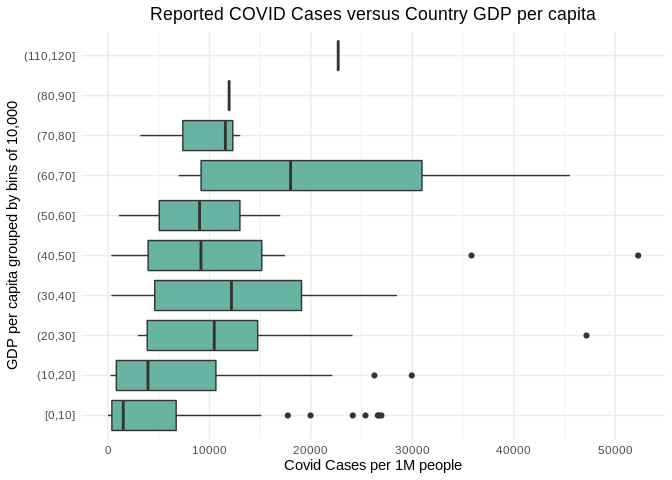 Reported COVID Cases versus Country GDP per capita
GDP per capita grouped by bins of 10,000
(110,120]
(80,90]
(70,80]
(60,70]
(50,60]
(40,50]
(30,40]
(20,30]
(10,20]
[0,10]
0 10000 20000 30000 40000 50000
Covid Cases per 1M people